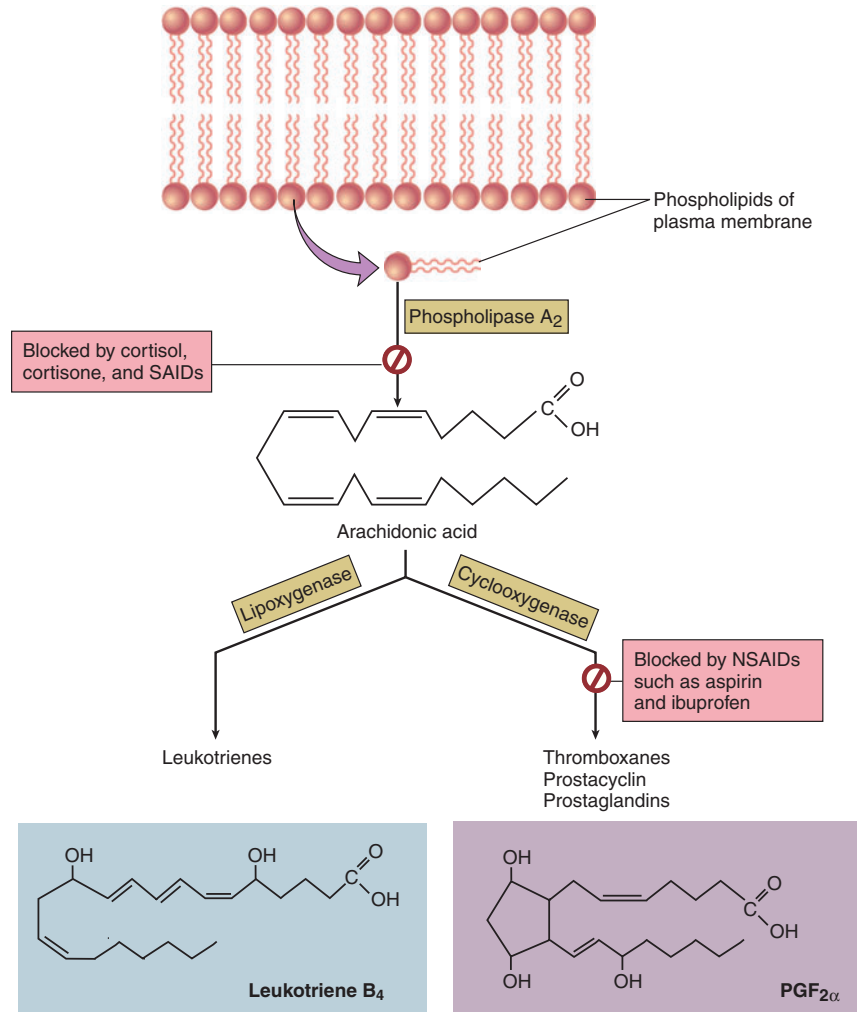 Phospholipids of
plasma membrane
Phospholipase A2
Blocked by cortisol,
cortisone, and SAIDs
O
C
OH
Arachidonic acid
Lipoxygenase
Cyclooxygenase
Blocked by NSAIDs
such as aspirin
and ibuprofen
Leukotrienes
Thromboxanes
Prostacyclin
Prostaglandins
OH
OH
O
C
OH
Leukotriene B4
OH
O
C
OH
OH
OH
PGF2α